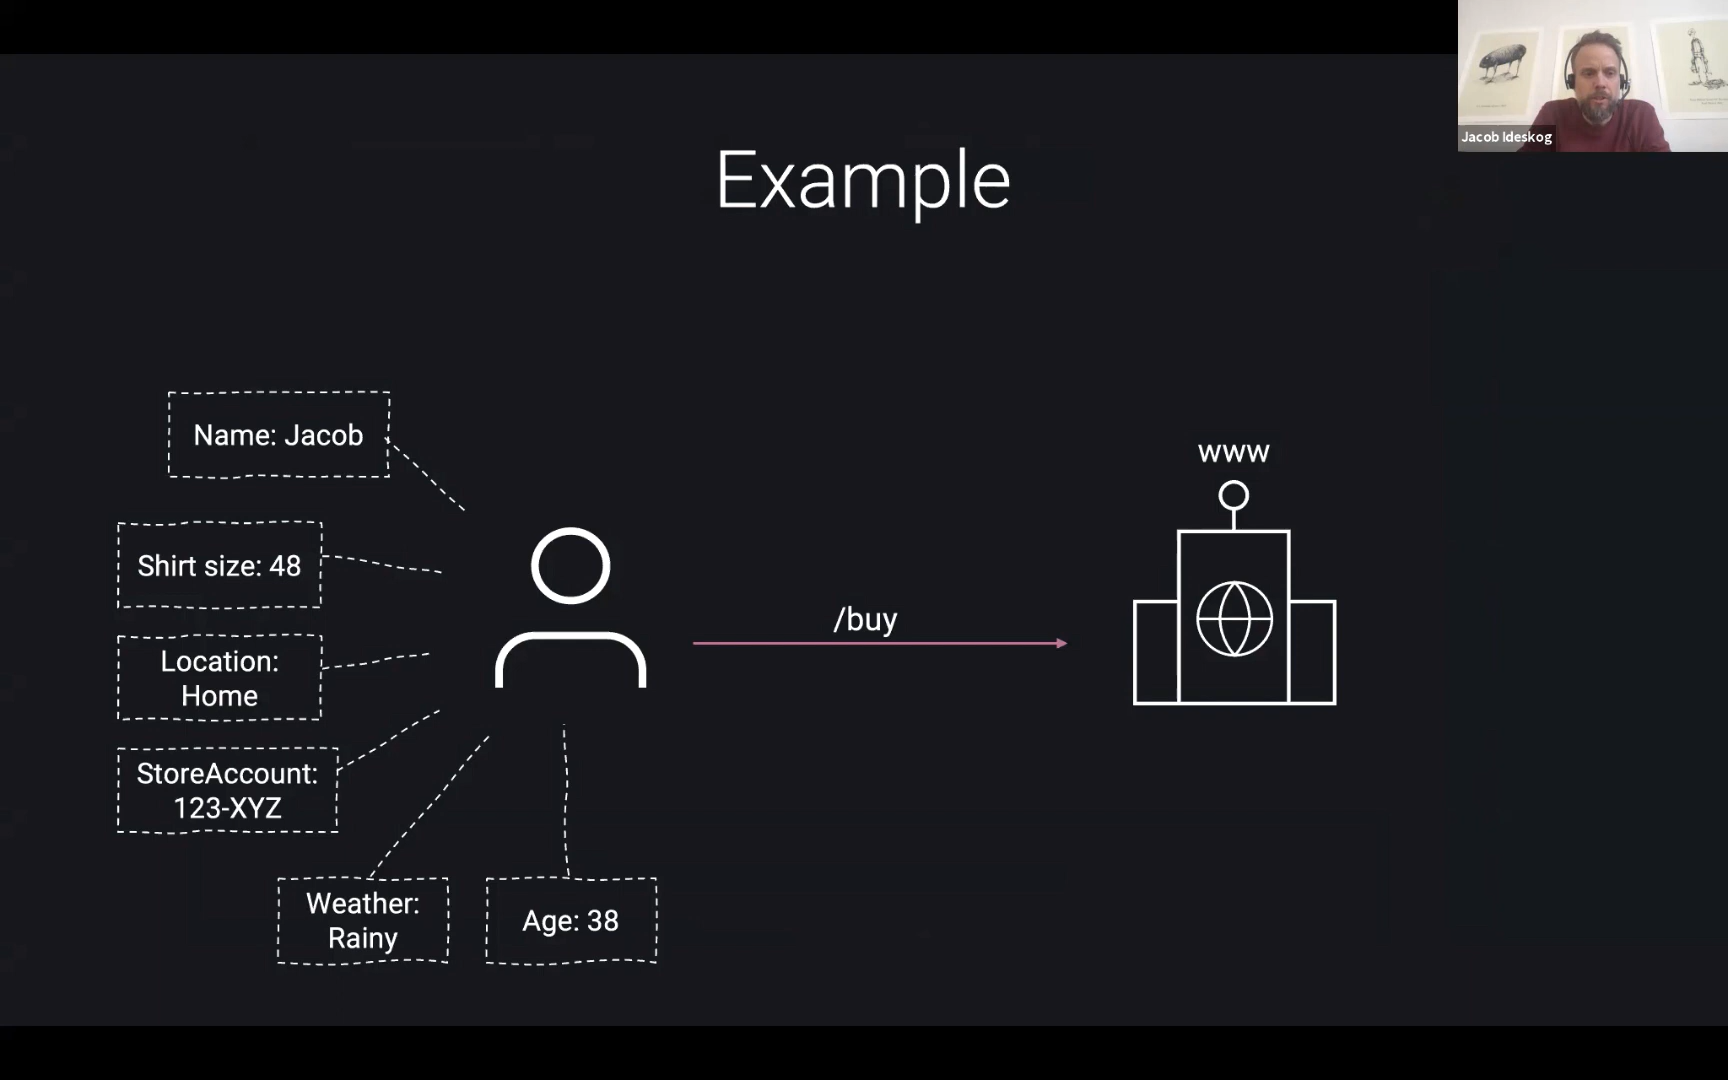 Jacob Ideskog
Example
Name: Jacob
www
Shirt size: 48
/buy
Location:
Home
StoreAccount:
123-XYZ
Weather:
Rainy
Age: 38